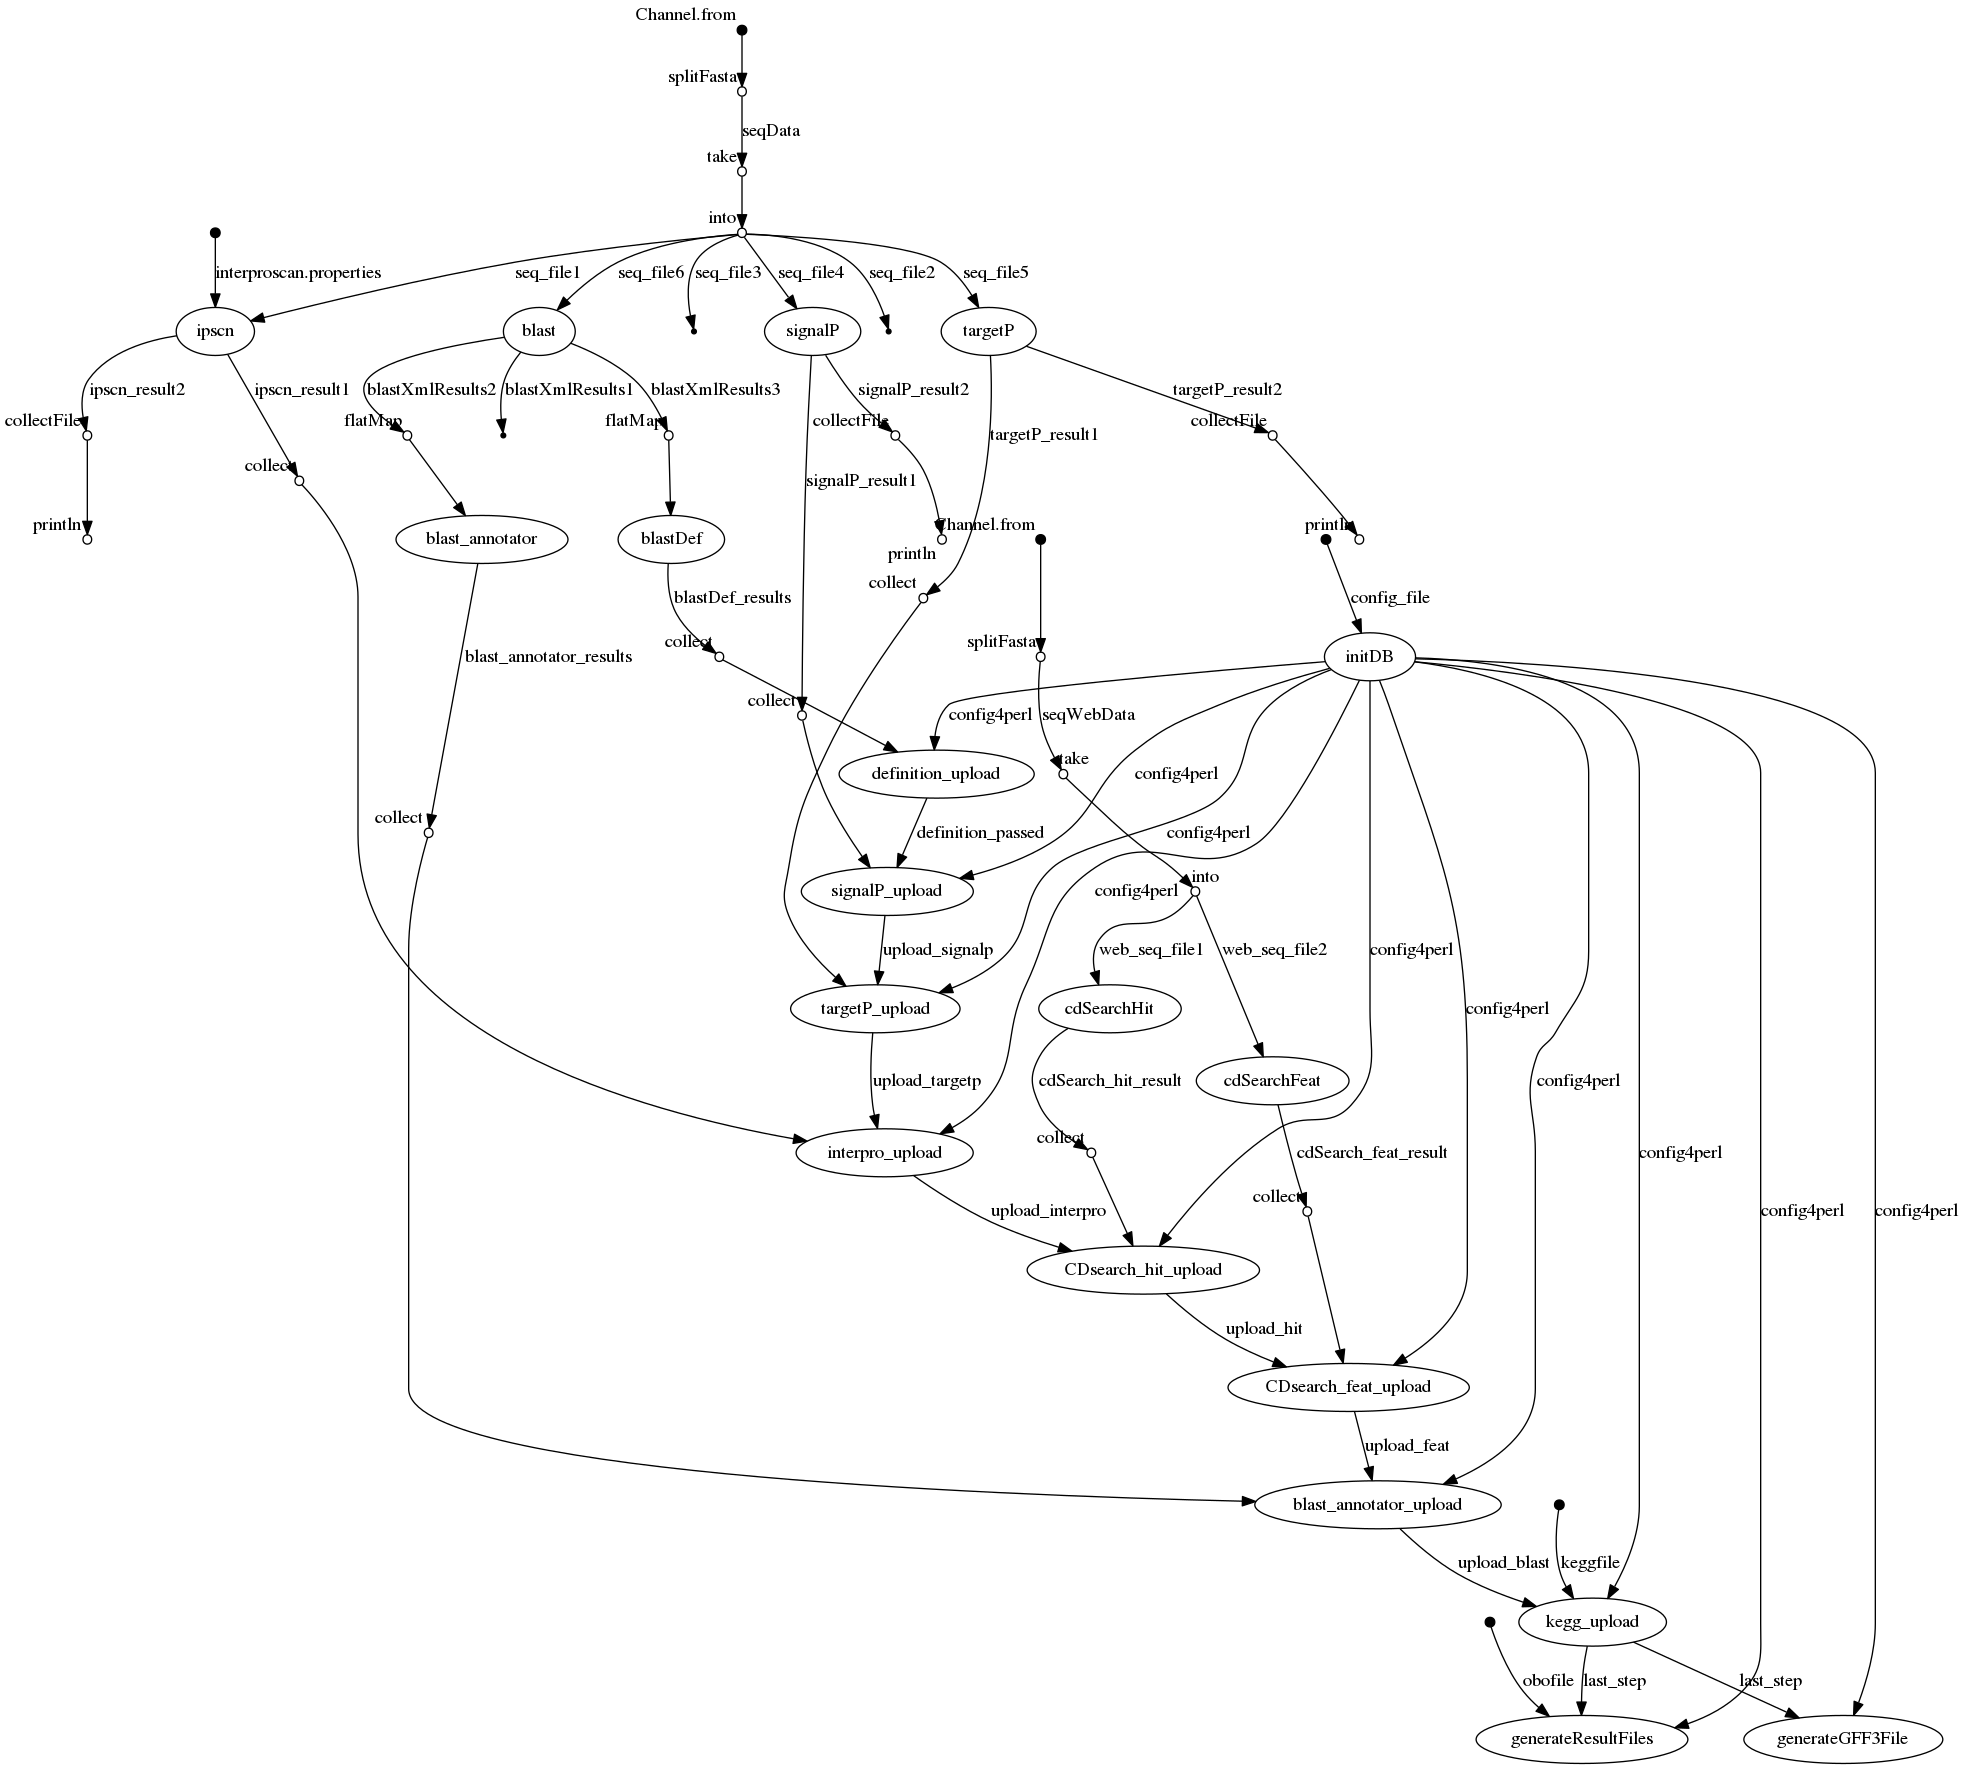 Channel.from
splitFasta
seqData
take
into
interproscan.properties
seq_file1
seq_file6
seq_file3
seq_file4
seq_file2
seq_file5
ipscn
blast
signalP
targetP
ipscn_result2
ipscn_result1
blastXmlResults2
blastXmlResults1
blastXmlResults3
signalP_result2
targetP_result2
collectFile
flatMap
flatMap
collectFile
targetP_result1
collectFile
collect
signalP_result1
println
blast_annotator
blastDef
println
Channel.from
println
collect
blastDef_results
config_file
collect
splitFasta
initDB
blast_annotator_results
collect
config4perl
seqWebData
take
definition_upload
config4perl
collect
definition_passed
config4perl
signalP_upload
config4perl
into
upload_signalp
web_seq_file1
web_seq_file2
config4perl
targetP_upload
cdSearchHit
config4perl
upload_targetp
cdSearch_hit_result
cdSearchFeat
config4perl
collect
interpro_upload
cdSearch_feat_result
config4perl
collect
upload_interpro
config4perl
config4perl
CDsearch_hit_upload
upload_hit
CDsearch_feat_upload
upload_feat
blast_annotator_upload
upload_blast
keggfile
kegg_upload
obofile
last_step
last_step
generateResultFiles
generateGFF3File